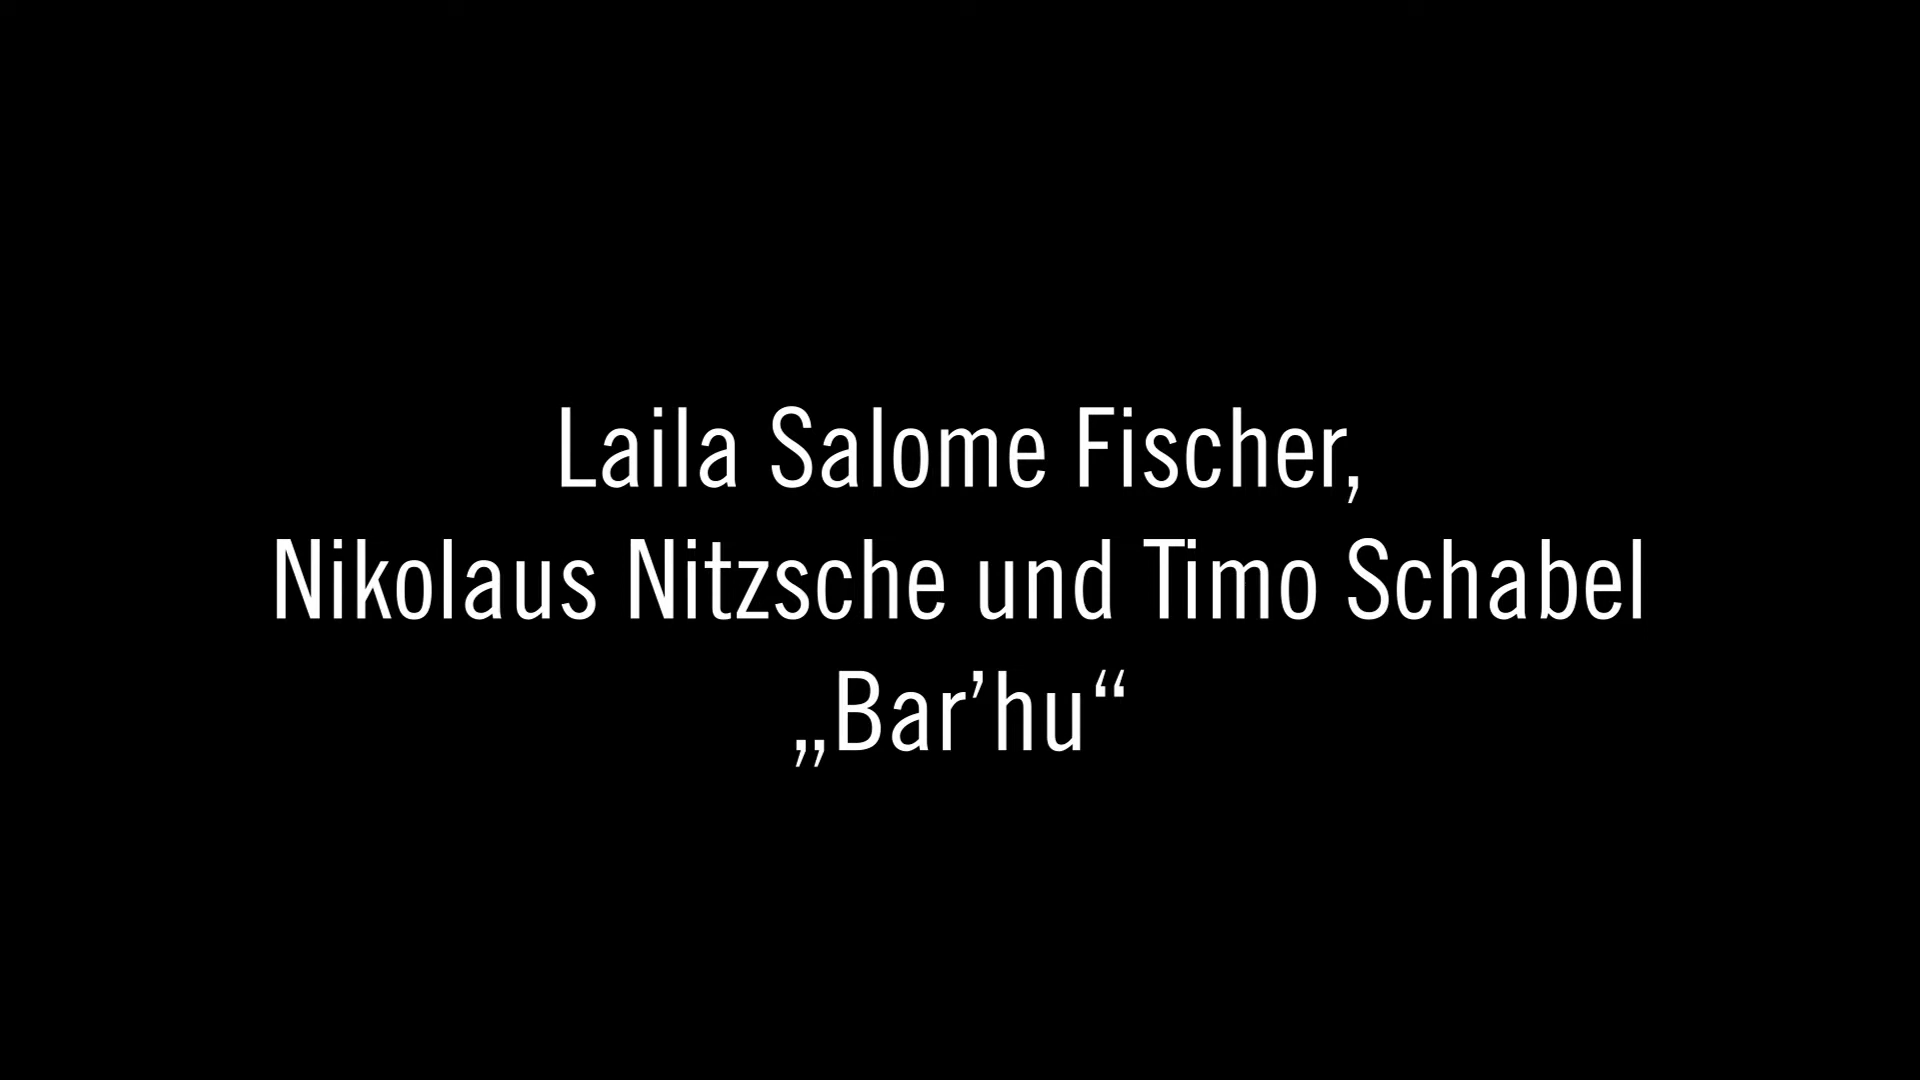 Laila Salome Fischer,
Nikolaus Nitzsche und Timo Schabel
„Bar’hu“